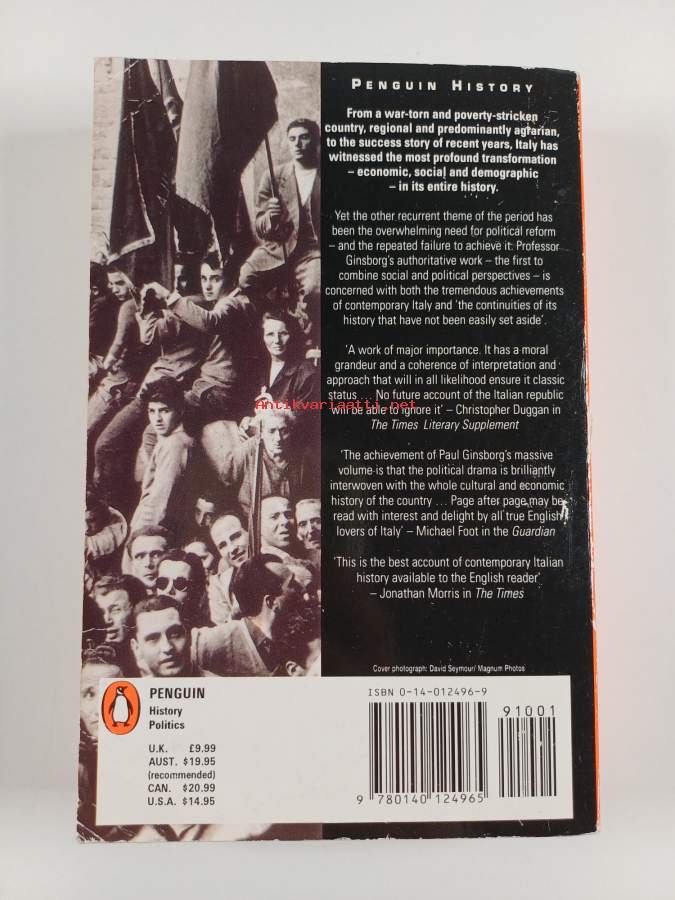 PENGUIN HISTORY
From a war-torn and poverty-stricken
country, regional and predominantly agrarian,
to the success story of recent years, Italy has
witnessed the most profound transformation
– economic, social and demographic
– in its entire history.
Yet the other recurrent theme of the period has
been the overwhelming need for political reform
– and the repeated failure to achieve it. Professor
Ginsborg's authoritative work – the first to
combine social and political perspectives – is
concerned with both the tremendous achievements
of contemporary Italy and 'the continuities of its
history that have not been easily set aside'.
'A work of major importance. It has a moral
grandeur and a coherence of interpretation and
approach that will in all likelihood ensure it classic
status ... No future account of the Italian republic
Antikvariaatti.net
will be able to ignore it' – Christopher Duggan in
The Times Literary Supplement
'The achievement of Paul Ginsborg's massive
volume is that the political drama is brilliantly
interwoven with the whole cultural and economic
history of the country ... Page after page may be
read with interest and delight by all true English
lovers of Italy' – Michael Foot in the Guardian
'This is the best account of contemporary Italian
history available to the English reader'
– Jonathan Morris in The Times
Cover photograph: David Seymour/ Magnum Photos
PENGUIN
History
Politics
U.K. £9.99
AUST. $19.95
(recommended)
CAN. $20.99
U.S.A. $14.95
ISBN 0-14-012496-9
91001
9 780140 124965